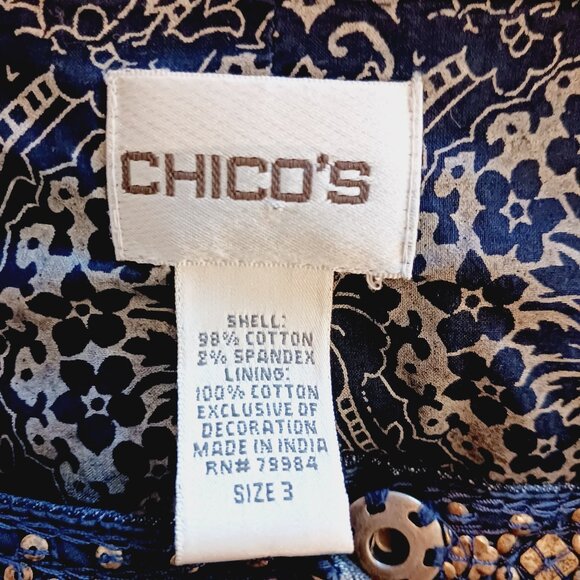 CHICO'S
SHELL:
98% COTTON
2% SPANDEX
LINING:
100% COTTON
EXCLUSIVE OF
DECORATION
MADE IN INDIA
RN# 79984
SIZE 3